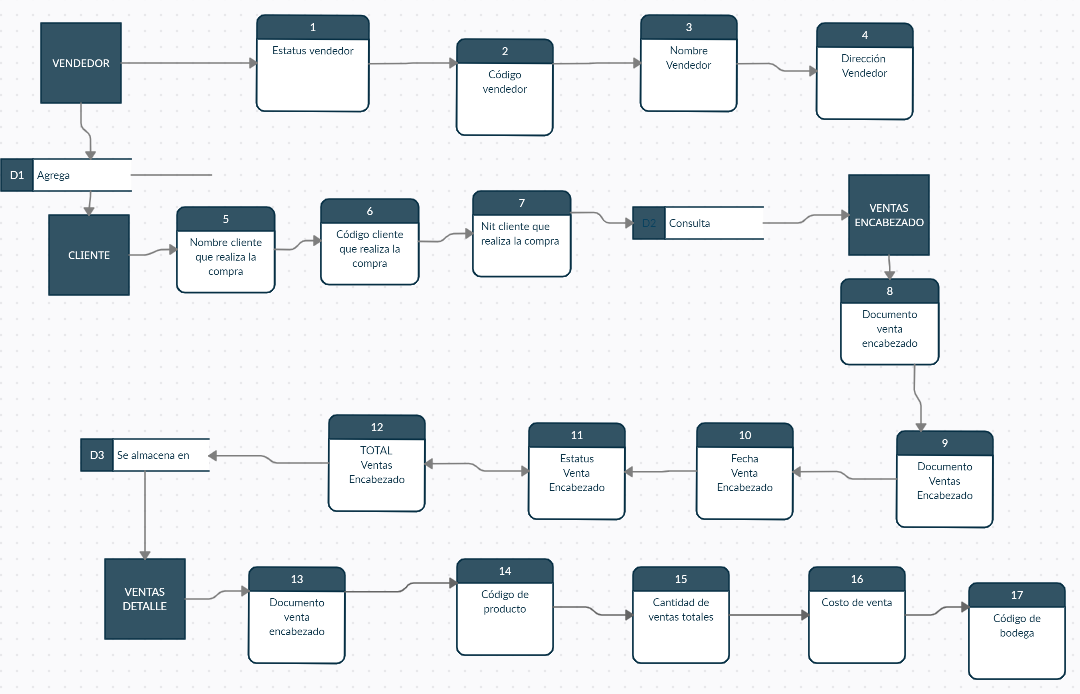 VENDEDOR
1
Estatus vendedor
2
Código
vendedor
3
Nombre
Vendedor
4
Dirección
Vendedor
D1
Agrega
CLIENTE
5
Nombre cliente
que realiza la
compra
6
Código cliente
que realiza la
compra
7
Nit cliente que
realiza la compra
D2
Consulta
VENTAS
ENCABEZADO
8
Documento
venta
encabezado
9
Documento
Ventas
Encabezado
10
Fecha
Venta
Encabezado
11
Estatus
Venta
Encabezado
12
TOTAL
Ventas
Encabezado
D3
Se almacena en
VENTAS
DETALLE
13
Documento
venta
encabezado
14
Código de
producto
15
Cantidad de
ventas totales
16
Costo de venta
17
Código de
bodega